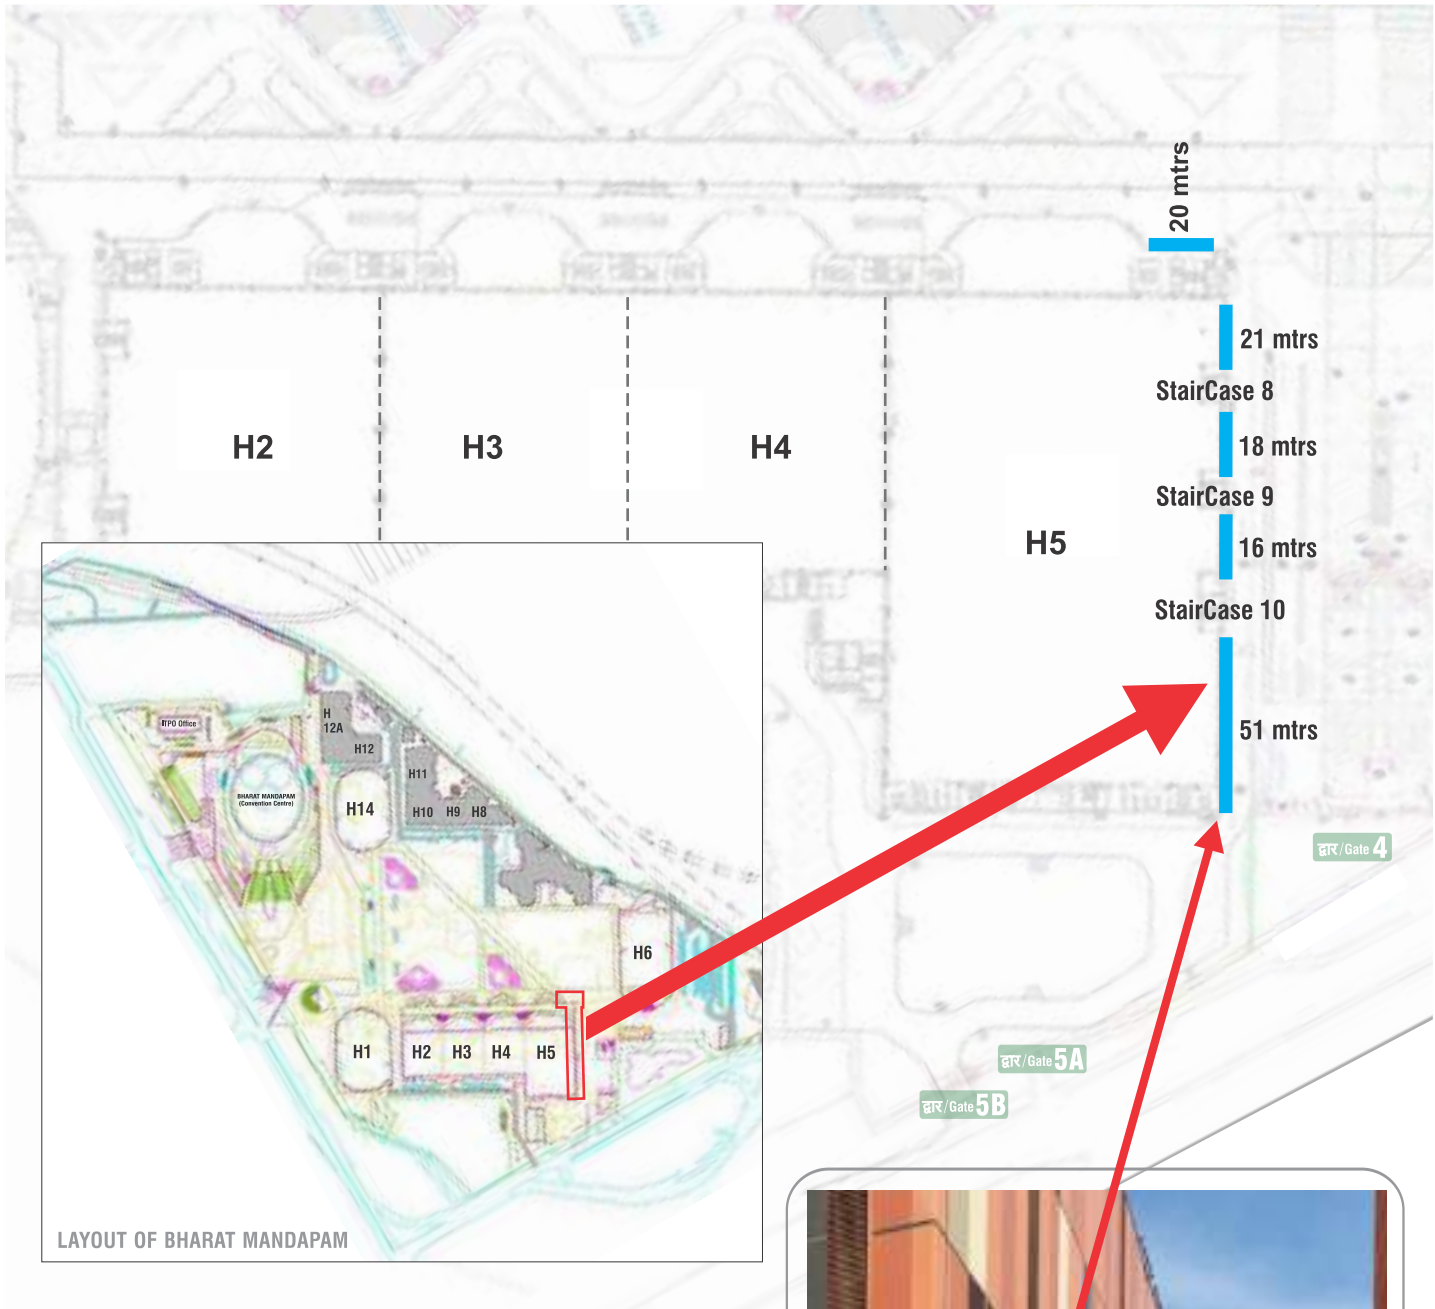 20 mtrs
21 mtrs
StairCase 8
H2
H3
H4
18 mtrs
StairCase 9
H5
16 mtrs
StairCase 10
51 mtrs
द्वार/Gate 4
द्वार/Gate 5A
द्वार/Gate 5B
ITPO Office
H
12A
H12
BHARAT MANDAPAM
(Convention Centre)
H14
H11
H10
H9
H8
H6
H1
H2
H3
H4
H5
LAYOUT OF BHARAT MANDAPAM